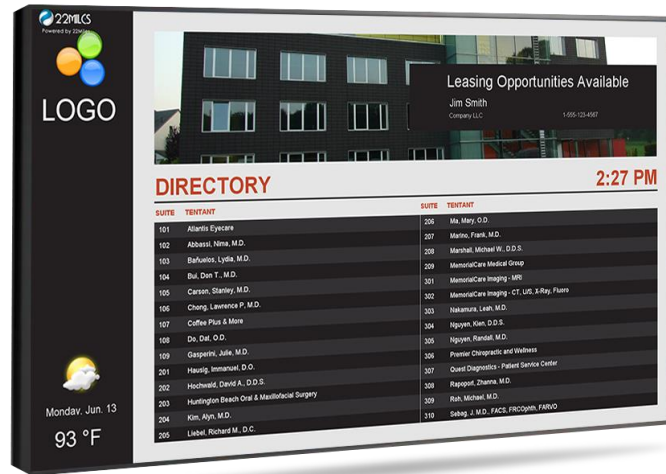 22MILES
Powered by 22Miles
LOGO
Monday, Jun. 13
93 °F
Leasing Opportunities Available
Jim Smith
Company LLC 1-555-123-4567
DIRECTORY
2:27 PM
SUITE TENTANT
101 Atlantis Eyecare
102 Abbassi, Nima, M.D.
103 Bañuelos, Lydia, M.D.
104 Bui, Don T., M.D.
105 Carson, Stanley, M.D.
106 Chong, Lawrence P, M.D.
107 Coffee Plus & More
108 Do, Dat, O.D.
109 Gasperini, Julie, M.D.
201 Hausig, Immanuel, D.O.
202 Hochwald, David A., D.D.S.
203 Huntington Beach Oral & Maxillofacial Surgery
204 Kim, Alyn, M.D.
205 Liebel, Richard M., D.C.
SUITE TENTANT
206 Ma, Mary, O.D.
207 Marino, Frank, M.D.
208 Marshall, Michael W., D.D.S.
209 MemorialCare Medical Group
301 MemorialCare Imaging - MRI
302 MemorialCare Imaging - CT, U/S, X-Ray, Fluoro
303 Nakamura, Leah, M.D.
304 Nguyen, Kien, D.D.S.
305 Nguyen, Randall, M.D.
306 Premier Chiropractic and Wellness
307 Quest Diagnostics - Patient Service Center
308 Rapoport, Zhanna, M.D.
309 Roh, Michael, M.D.
310 Sebag, J, M.D., FACS, FRCOphth, FARVO